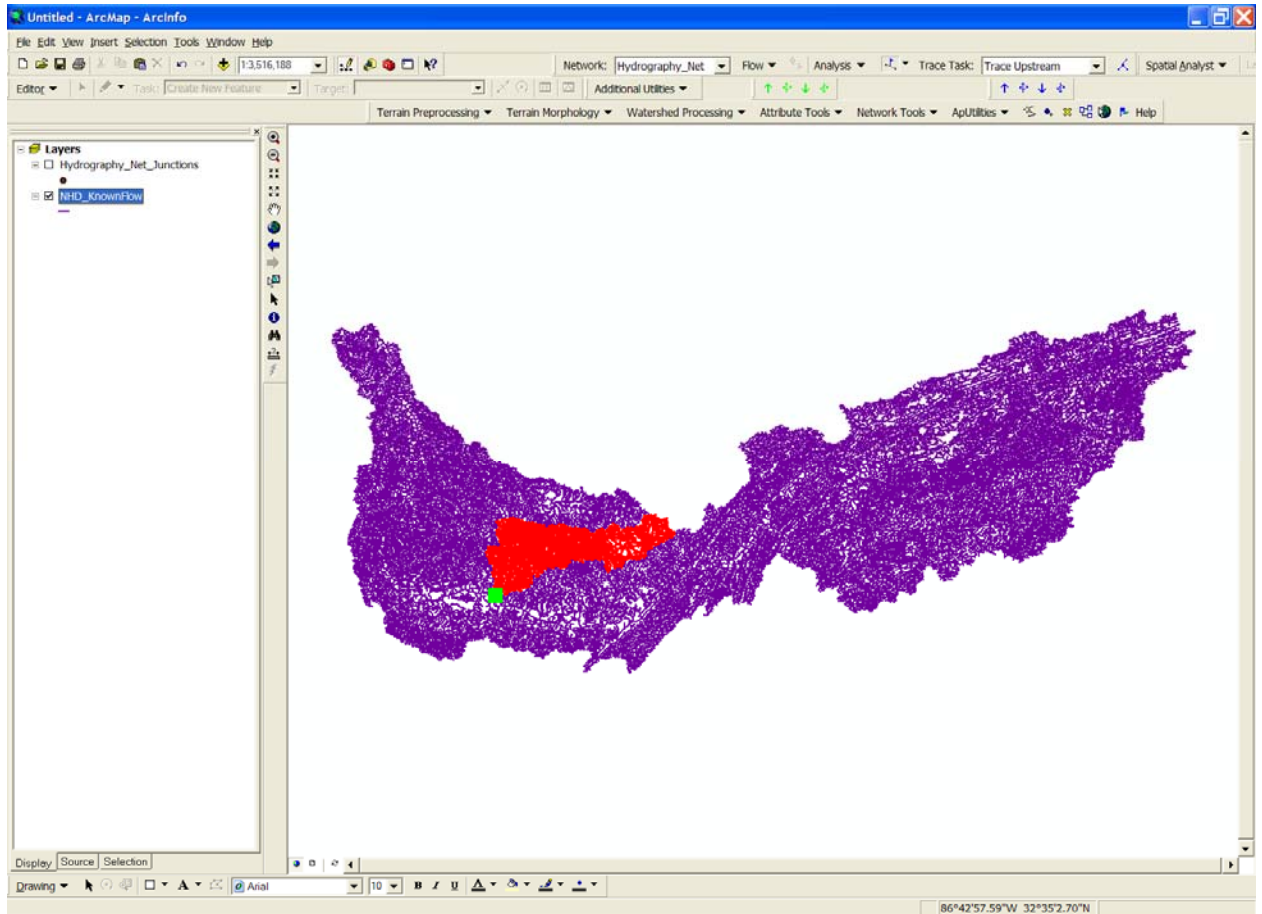 Untitled - ArcMap - ArcInfo
File Edit View Insert Selection Tools Window Help
1:3,516,188 Network: Hydrography_Net Flow Analysis Trace Task: Trace Upstream Spatial Analyst
Editor Task: Create New Feature Target: Additional Utilities
Terrain Preprocessing Terrain Morphology Watershed Processing Attribute Tools Network Tools ApUtilities Help
Layers
Hydrography_Net_Junctions
NHD_KnownFlow
Display Source Selection
Drawing A Arial 10 B I U A
86°42'57.59"W 32°35'2.70"N